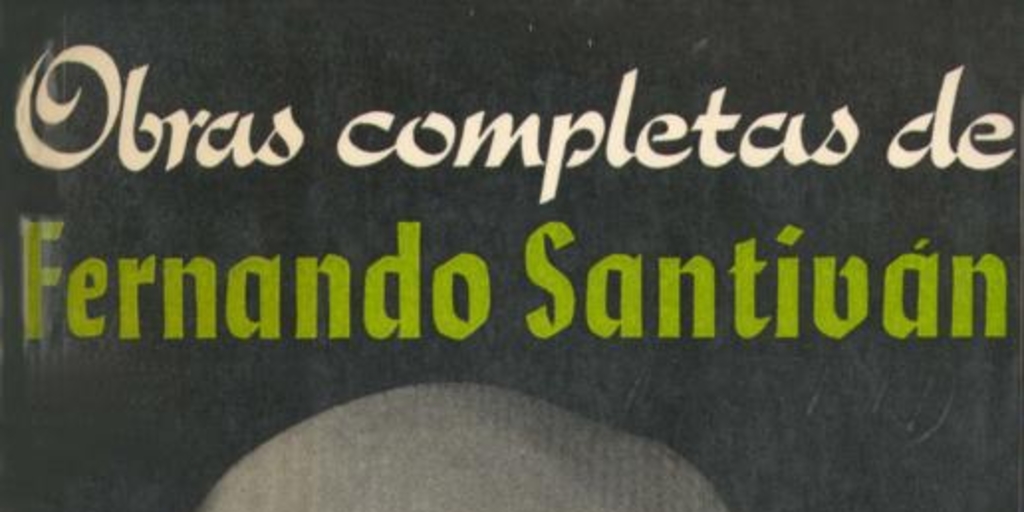 Obras completas de
Fernando Santiván